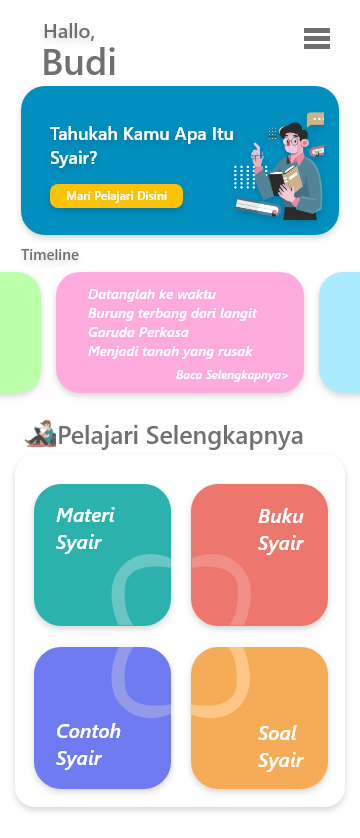 Hallo,
Budi
Tahukah Kamu Apa Itu
Syair?
Mari Pelajari Disini
Timeline
Datanglah ke waktu
Burung terbang dari langit
Garuda Perkasa
Menjadi tanah yang rusak
Baca Selengkapnya>
Pelajari Selengkapnya
Materi
Syair
Buku
Syair
Contoh
Syair
Soal
Syair